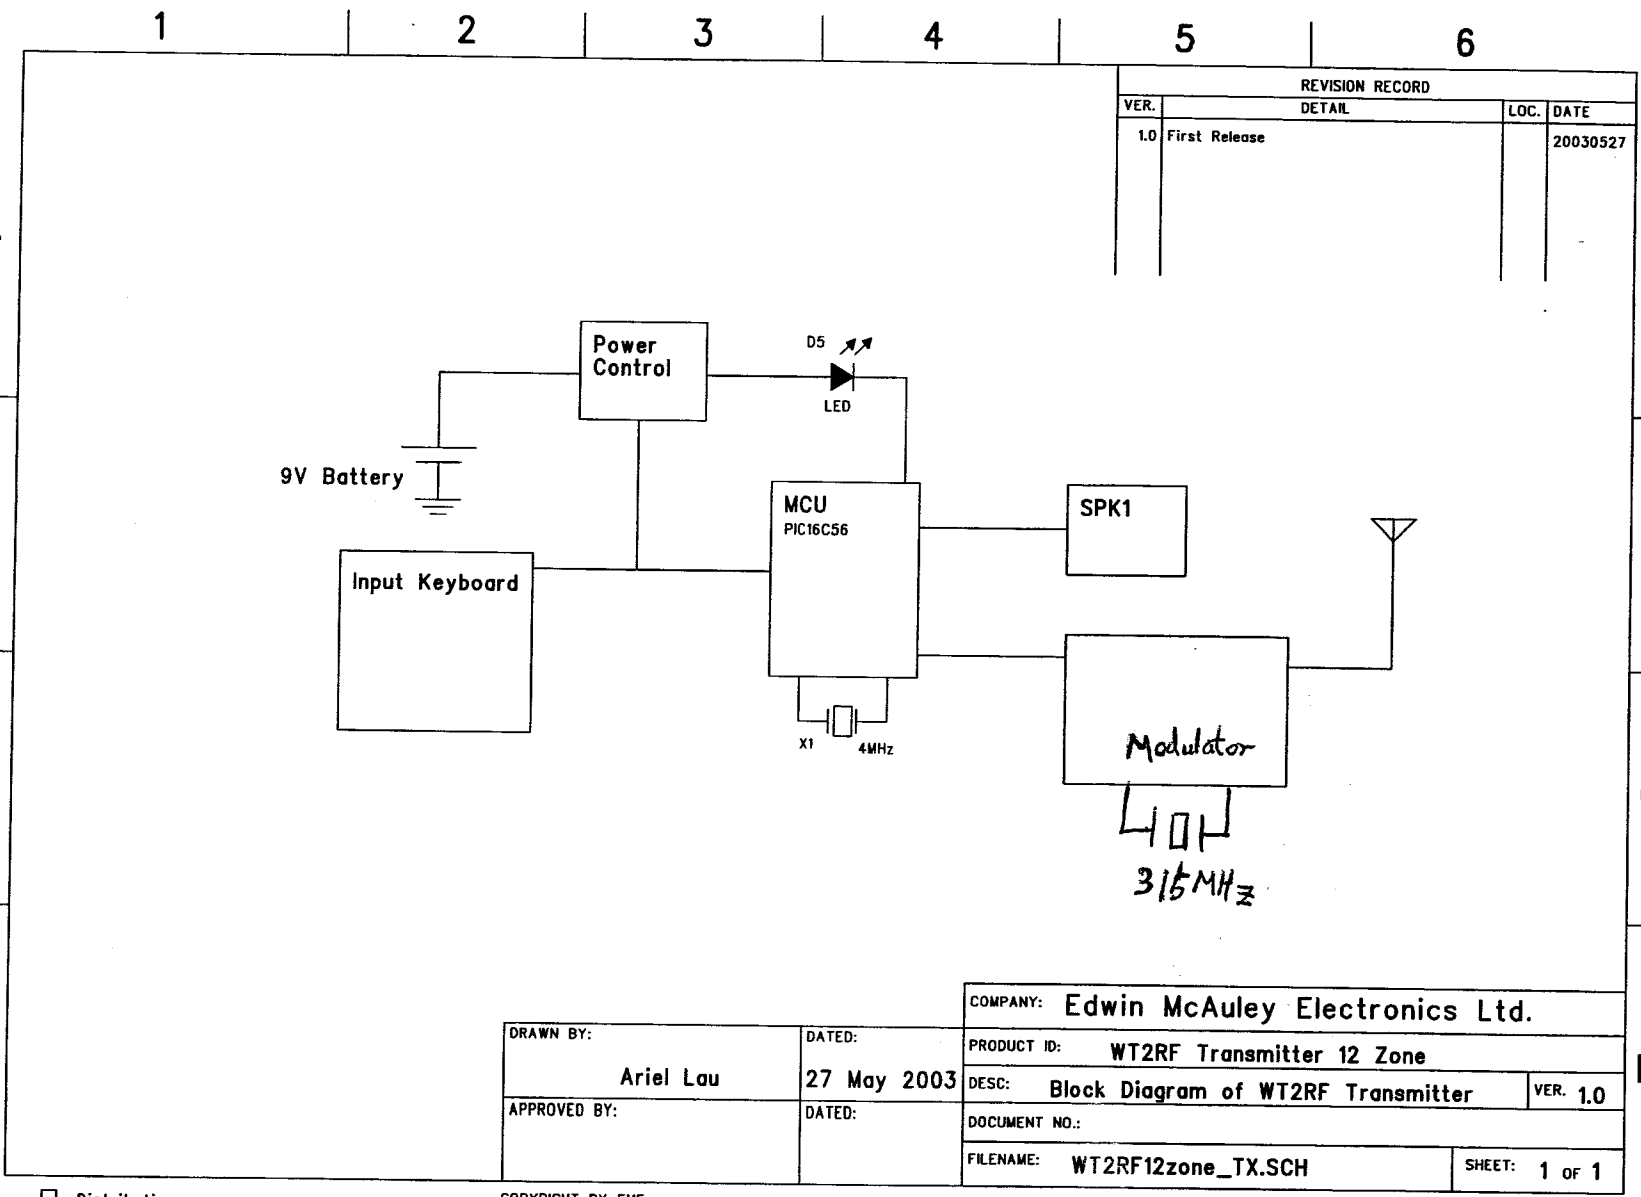 1 2 3 4 5 6
REVISION RECORD
VER. DETAIL LOC. DATE
1.0 First Release 20030527
Power
Control
D5
LED
9V Battery
MCU
PIC16C56
SPK1
Input Keyboard
X1 4MHz
Modulator
315MHz
COMPANY: Edwin McAuley Electronics Ltd.
DRAWN BY: DATED:
PRODUCT ID: WT2RF Transmitter 12 Zone
Ariel Lau 27 May 2003
DESC: Block Diagram of WT2RF Transmitter VER. 1.0
APPROVED BY: DATED:
DOCUMENT NO.:
FILENAME: WT2RF12zone_TX.SCH SHEET: 1 OF 1